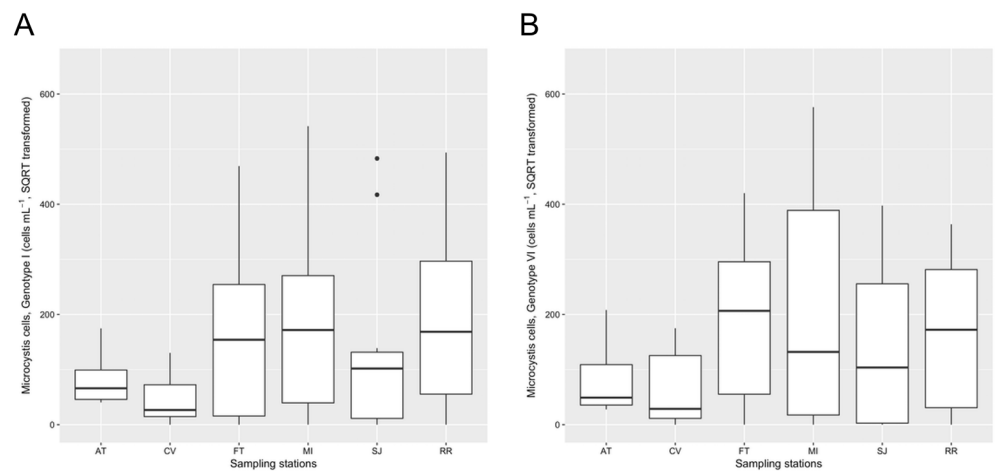 A
Microcystis cells, Genotype I (cells mL⁻¹, SQRT transformed)
600
400
200
0
AT CV FT MI SJ RR
Sampling stations
B
Microcystis cells, Genotype VI (cells mL⁻¹, SQRT transformed)
600
400
200
0
AT CV FT MI SJ RR
Sampling stations